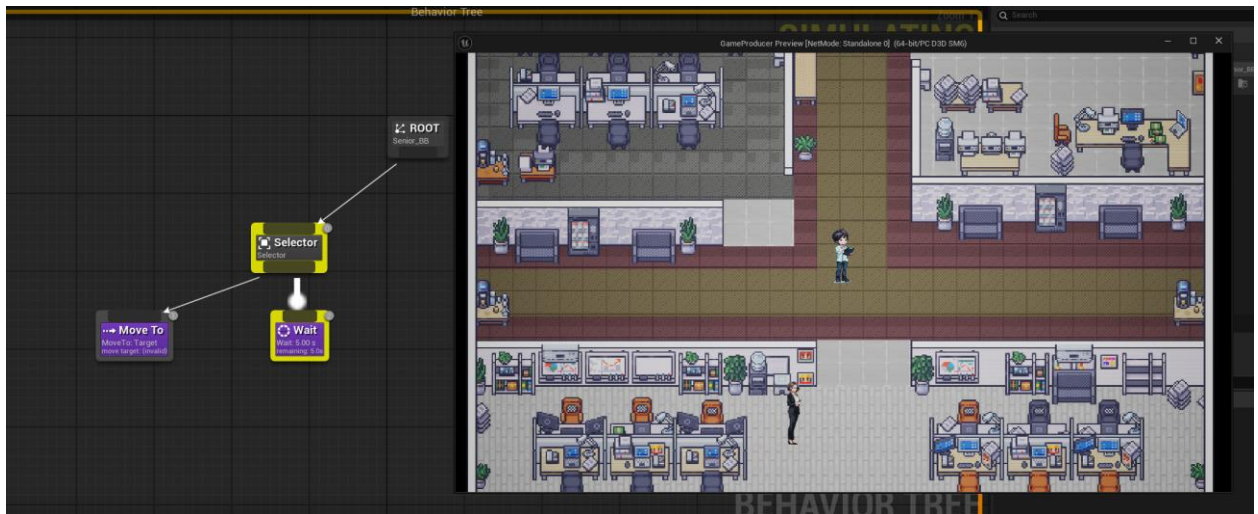 Behavior Tree
Search
GameProducer Preview [NetMode: Standalone 0] (64-bit/PC D3D SM6)
ROOT
Senior_BB
Selector
Selector
Move To
MoveTo: Target
move target: (invalid)
Wait
Wait: 5.00 s
remaining: 5.0s
BEHAVIOR TREE